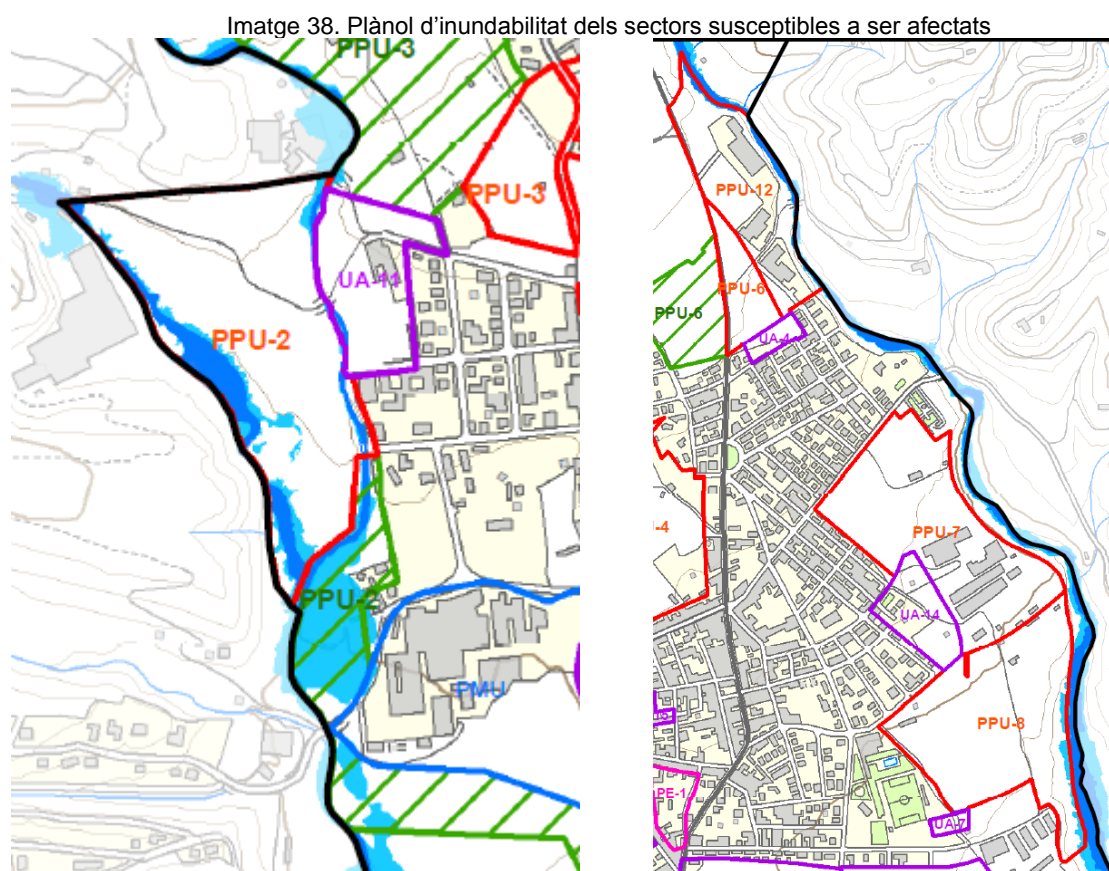 Imatge 38. Plànol d'inundabilitat dels sectors susceptibles a ser afectats
PPU-3
PPU-3
UA-11
PPU-2
PPU-2
PMU
PPU-12
PPU-6
PPU-6
UA-4
-4
PPU-7
UA-14
PPU-8
PE-1
UA-7